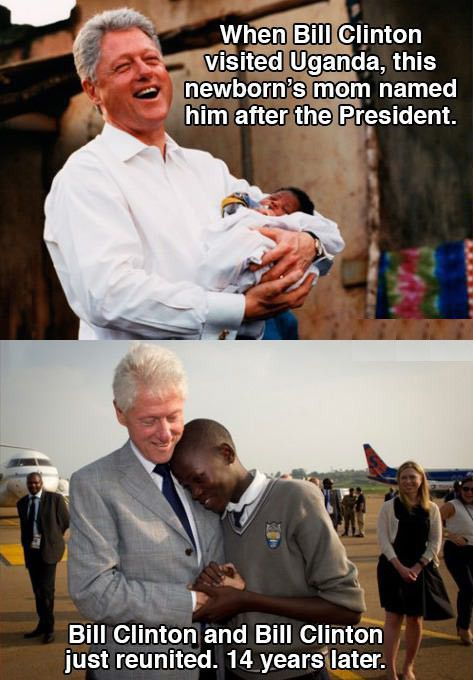 When Bill Clinton
visited Uganda, this
newborn's mom named
him after the President.
Bill Clinton and Bill Clinton
just reunited. 14 years later.